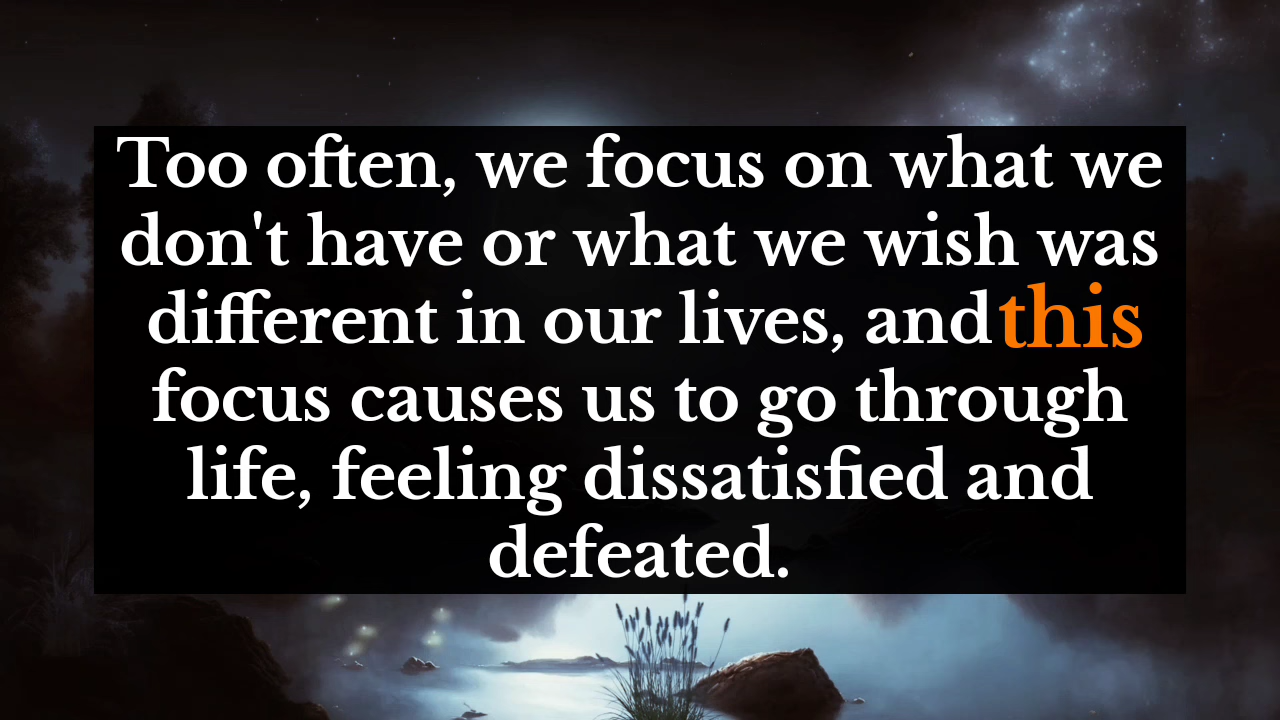 Too often, we focus on what we
don't have or what we wish was
different in our lives, and this
focus causes us to go through
life, feeling dissatisfied and
defeated.